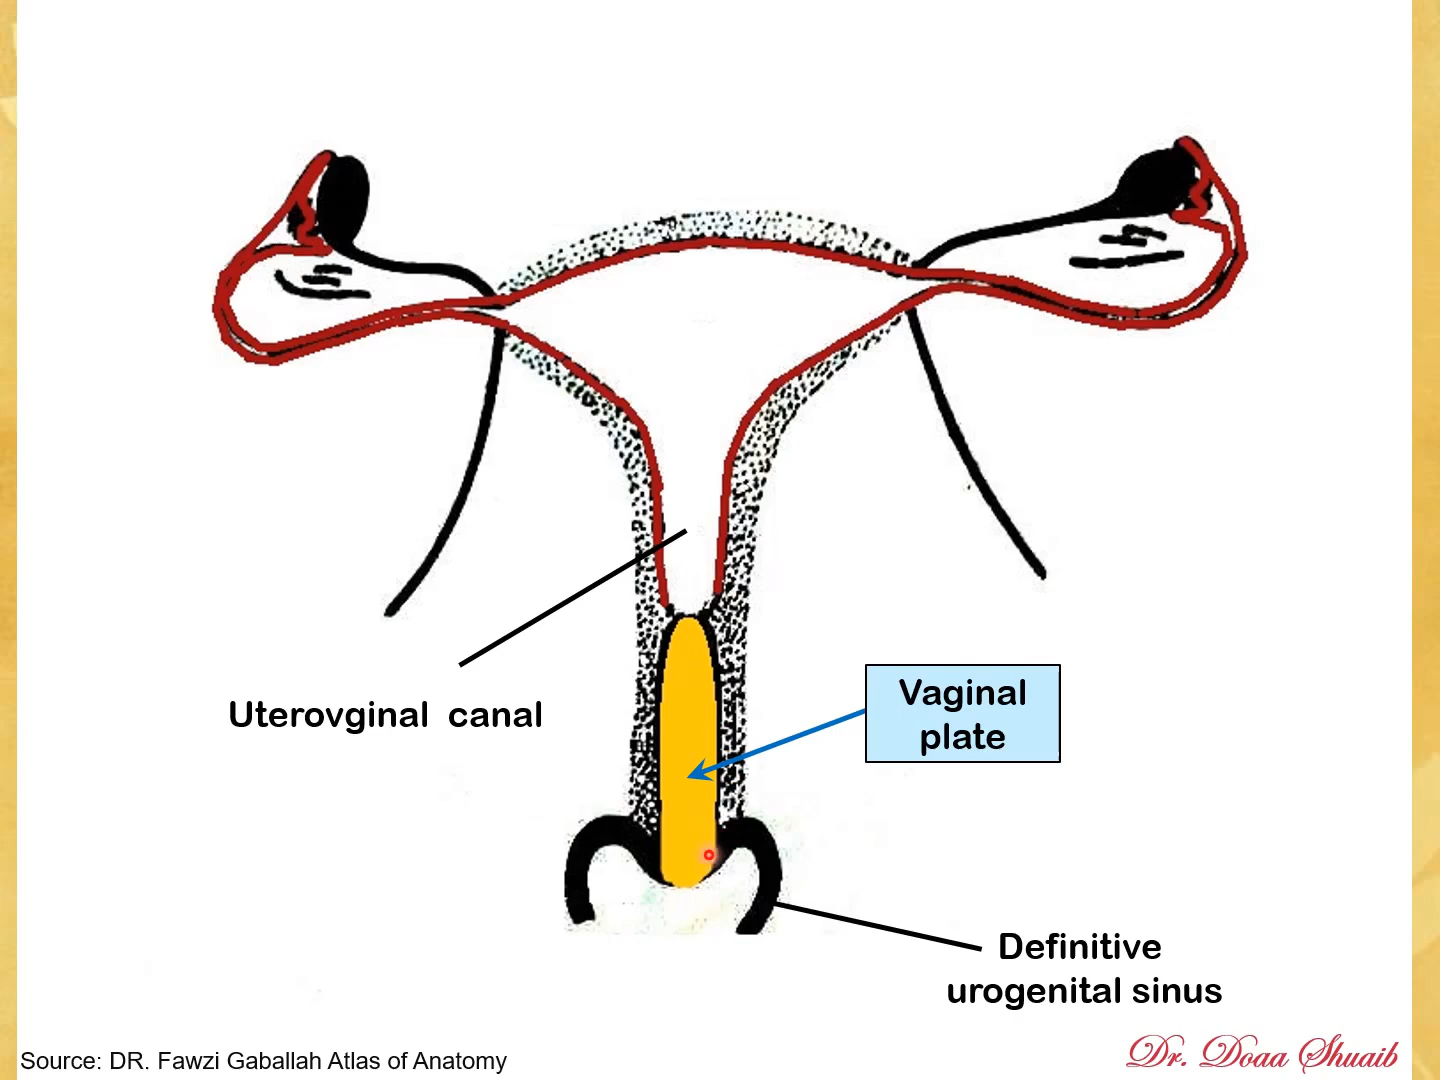 Uterovginal canal
Vaginal
plate
Definitive
urogenital sinus
Source: DR. Fawzi Gaballah Atlas of Anatomy
Dr. Doaa Shuaib